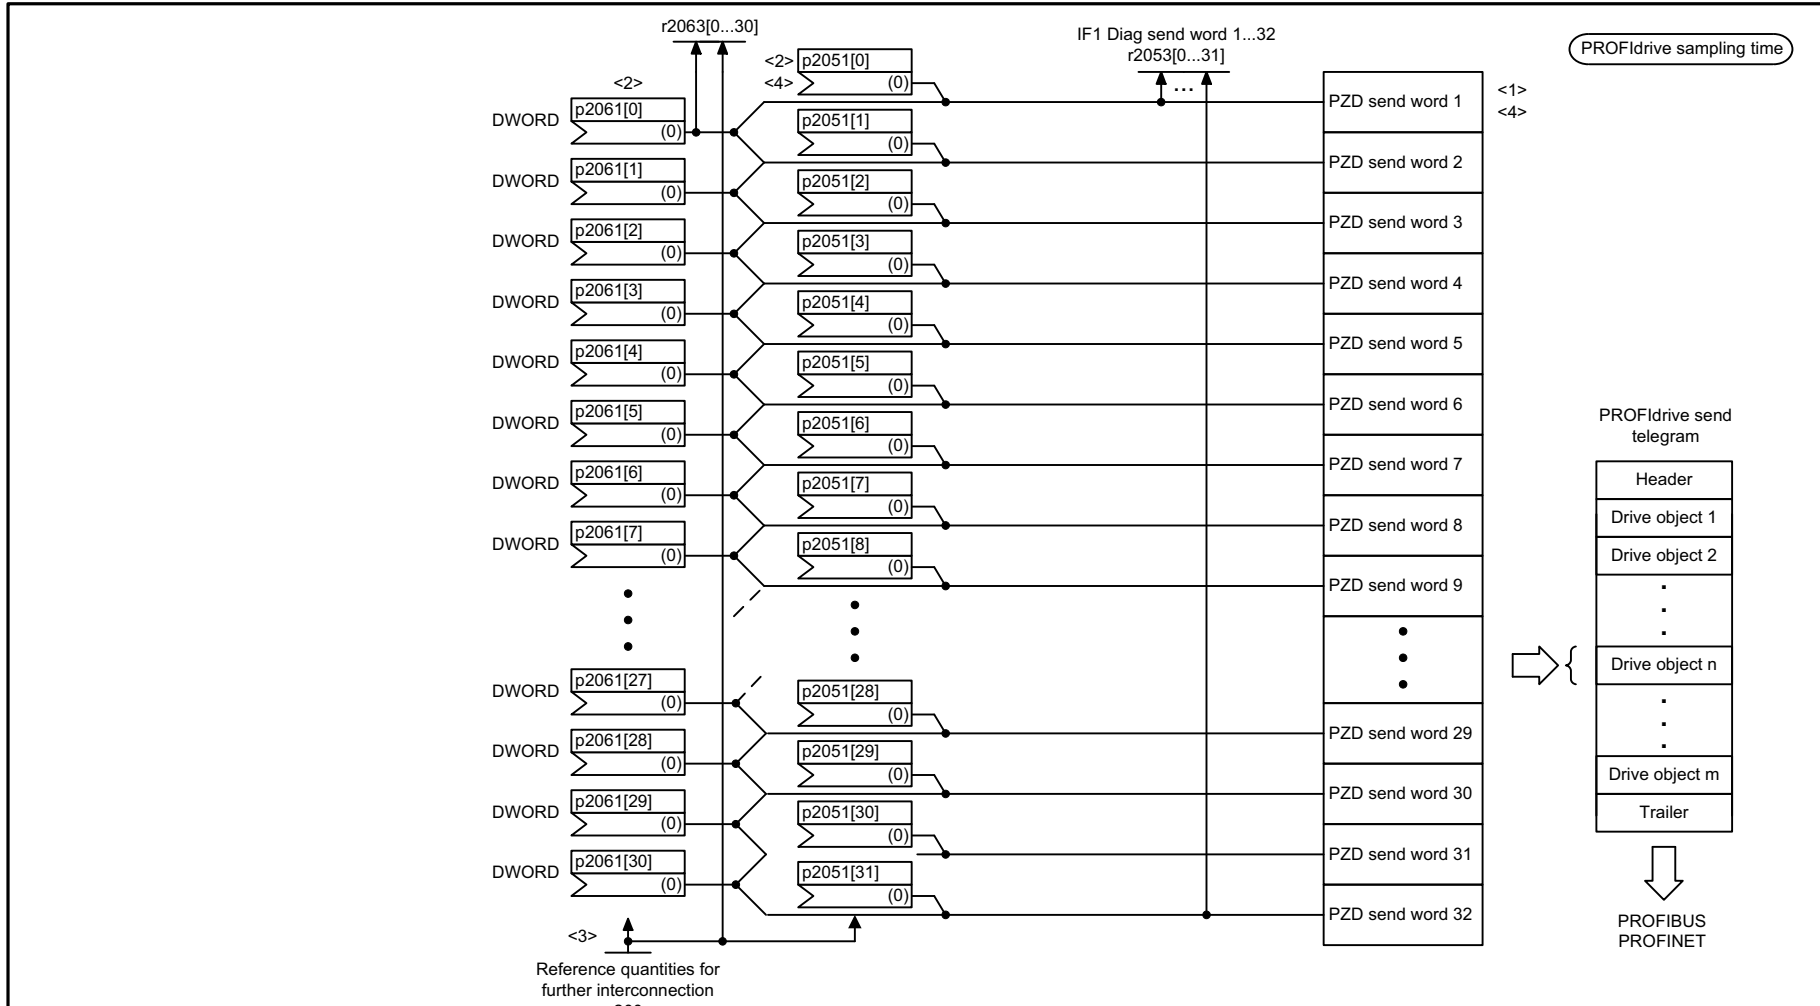 r2063[0...30]
IF1 Diag send word 1...32
r2053[0...31]
PROFIdrive sampling time
<2>
<2>
<4>
p2051[0]
(0)
...
PZD send word 1
<1>
<4>
DWORD
p2061[0]
(0)
p2051[1]
(0)
PZD send word 2
DWORD
p2061[1]
(0)
p2051[2]
(0)
PZD send word 3
DWORD
p2061[2]
(0)
p2051[3]
(0)
PZD send word 4
DWORD
p2061[3]
(0)
p2051[4]
(0)
PZD send word 5
DWORD
p2061[4]
(0)
p2051[5]
(0)
PZD send word 6
DWORD
p2061[5]
(0)
p2051[6]
(0)
PZD send word 7
DWORD
p2061[6]
(0)
p2051[7]
(0)
PZD send word 8
DWORD
p2061[7]
(0)
p2051[8]
(0)
PZD send word 9
DWORD
p2061[27]
(0)
p2051[28]
(0)
PZD send word 29
DWORD
p2061[28]
(0)
p2051[29]
(0)
PZD send word 30
DWORD
p2061[29]
(0)
p2051[30]
(0)
PZD send word 31
DWORD
p2061[30]
(0)
p2051[31]
(0)
PZD send word 32
<3>
Reference quantities for
further interconnection
PROFIdrive send
telegram
Header
Drive object 1
Drive object 2
Drive object n
Drive object m
Trailer
PROFIBUS
PROFINET